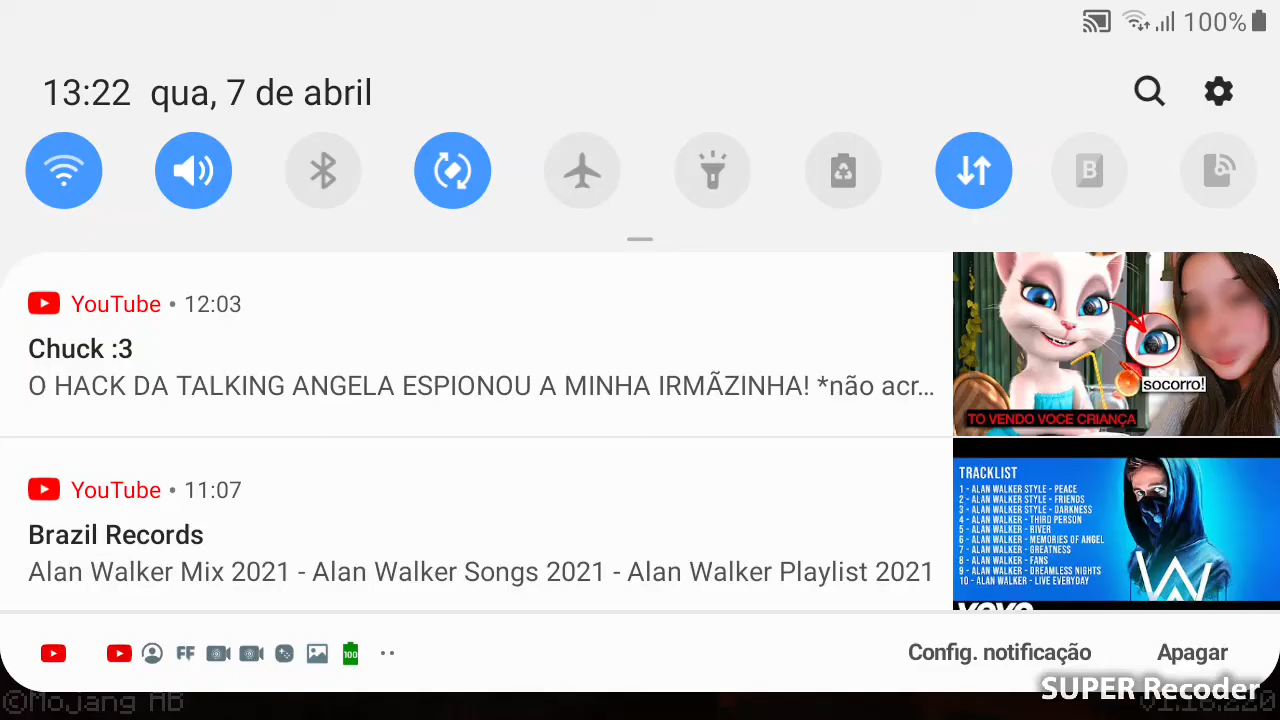 100%
13:22 qua, 7 de abril
B
YouTube • 12:03
Chuck :3
O HACK DA TALKING ANGELA ESPIONOU A MINHA IRMÃZINHA! *não acr...
socorro!
TO VENDO VOCE CRIANÇA
YouTube • 11:07
Brazil Records
Alan Walker Mix 2021 - Alan Walker Songs 2021 - Alan Walker Playlist 2021
TRACKLIST
1 - ALAN WALKER STYLE - PEACE
2 - ALAN WALKER STYLE - FRIENDS
3 - ALAN WALKER STYLE - DARKNESS
4 - ALAN WALKER - THIRD PERSON
5 - ALAN WALKER - RIVER
6 - ALAN WALKER - MEMORIES OF ANGEL
7 - ALAN WALKER - GREATNESS
8 - ALAN WALKER - FANS
9 - ALAN WALKER - DREAMLESS NIGHTS
10 - ALAN WALKER - LIVE EVERYDAY
FF
100
Config. notificação Apagar
SUPER Recoder
©Mojang AB
v1.16.220